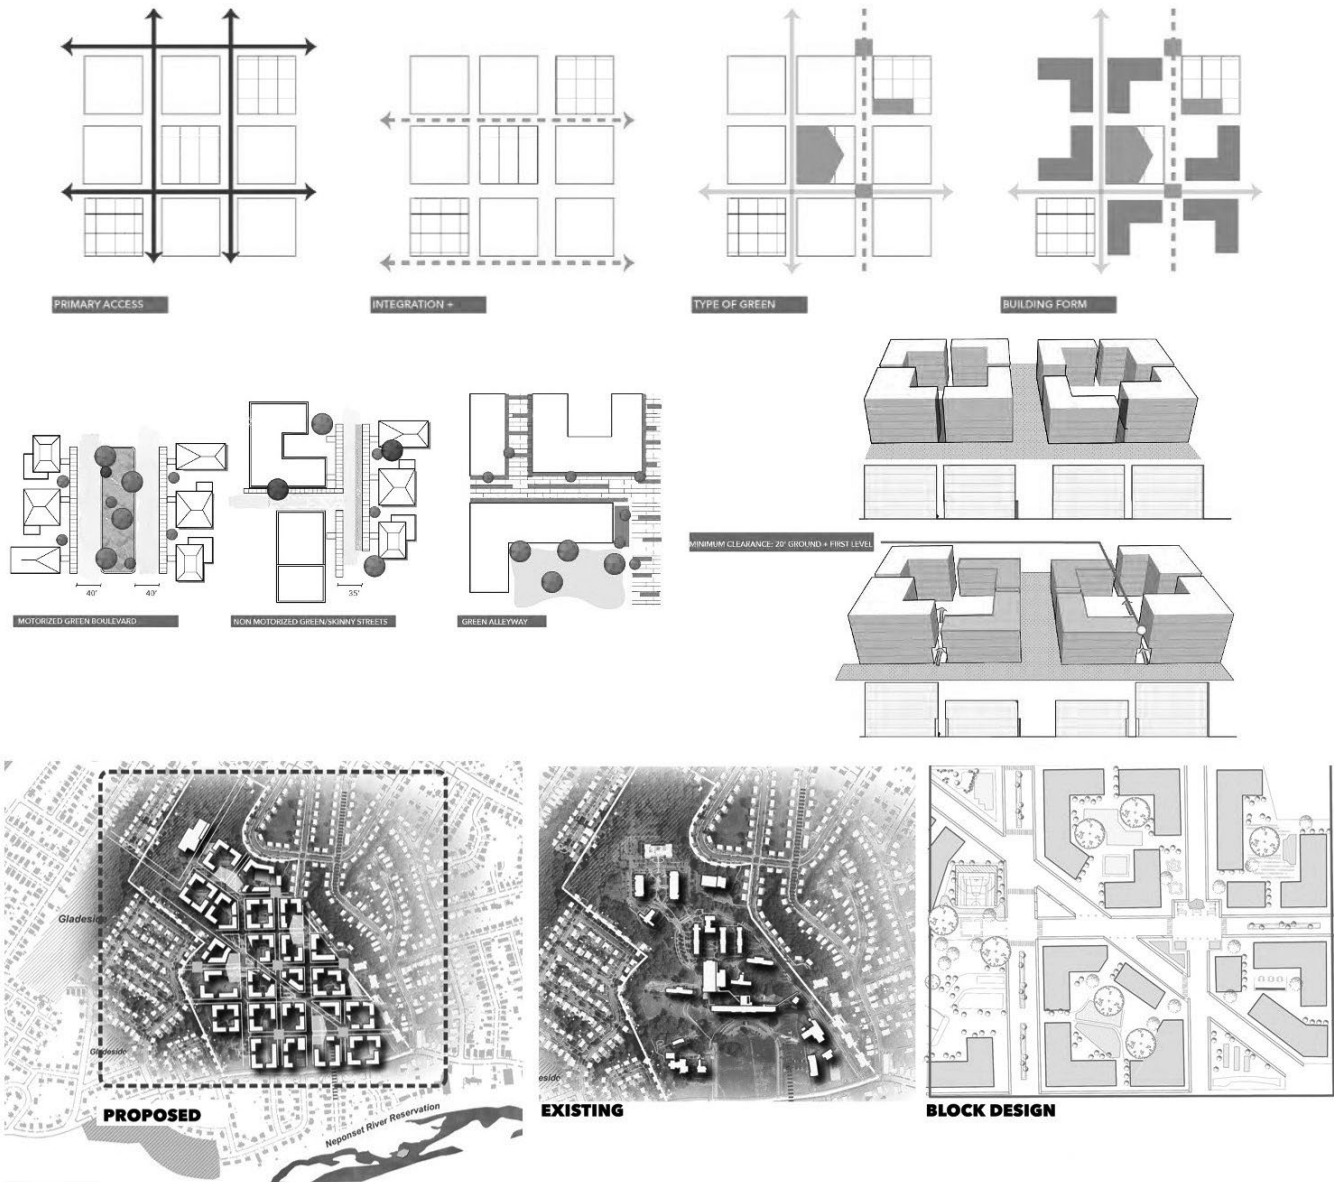 PRIMARY ACCESS
INTEGRATION +
TYPE OF GREEN
BUILDING FORM
40'
40'
35'
MOTORIZED GREEN BOULEVARD
NON MOTORIZED GREEN/SKINNY STREETS
GREEN ALLEYWAY
MINIMUM CLEARANCE: 20' GROUND + FIRST LEVEL
Gladeside
Gladeside
PROPOSED
Neponset River Reservation
eside
EXISTING
BLOCK DESIGN